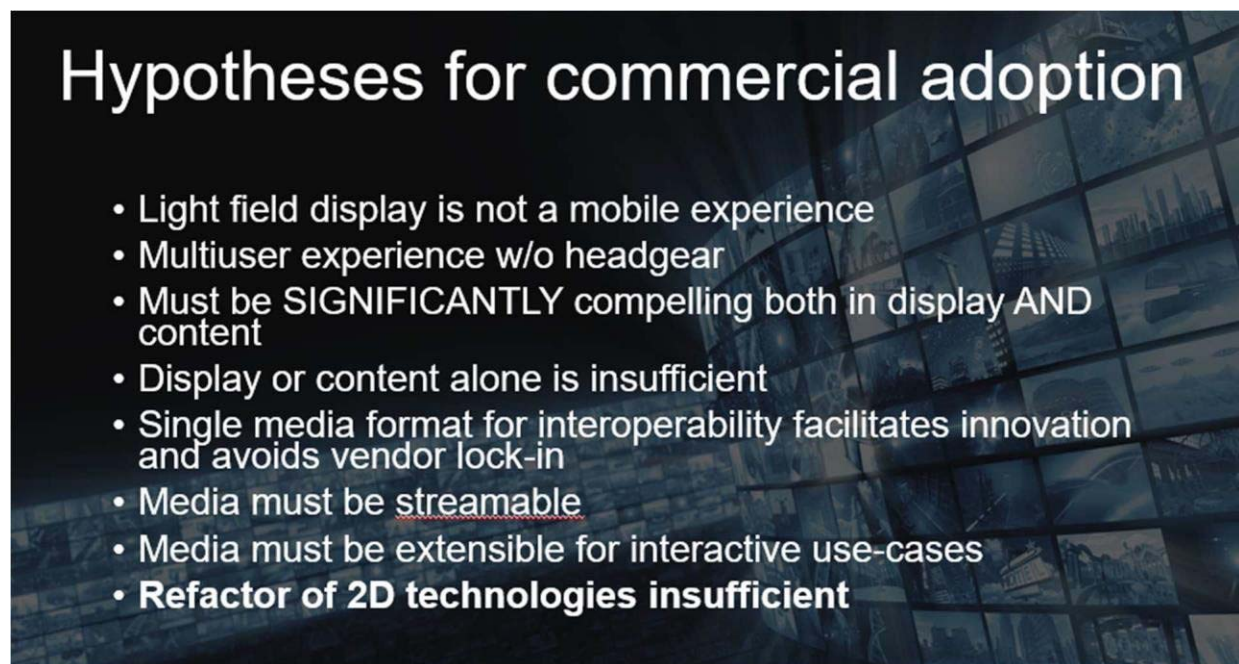 Hypotheses for commercial adoption
• Light field display is not a mobile experience
• Multiuser experience w/o headgear
• Must be SIGNIFICANTLY compelling both in display AND
content
• Display or content alone is insufficient
• Single media format for interoperability facilitates innovation
and avoids vendor lock-in
• Media must be streamable
• Media must be extensible for interactive use-cases
• Refactor of 2D technologies insufficient